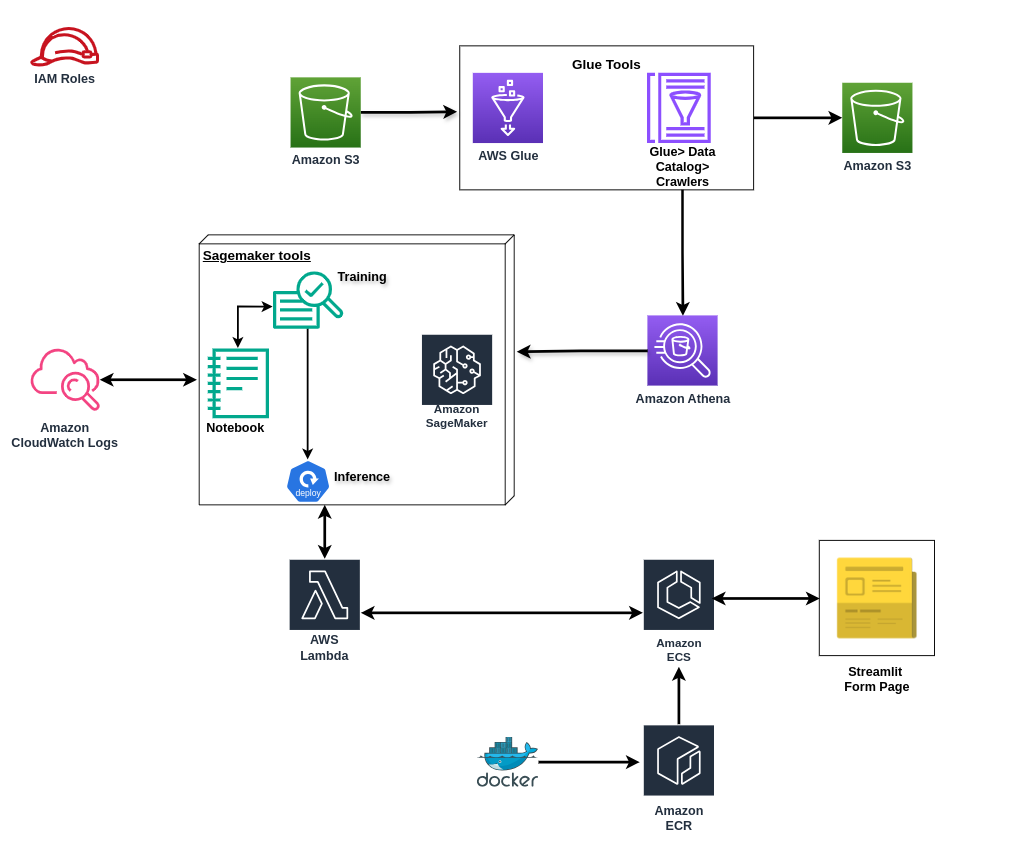 IAM Roles
Amazon S3
Glue Tools
AWS Glue
Glue> Data
Catalog>
Crawlers
Amazon S3
Sagemaker tools
Training
Notebook
Amazon
SageMaker
Inference
deploy
Amazon Athena
Amazon
CloudWatch Logs
AWS
Lambda
Amazon
ECS
Streamlit
Form Page
docker
Amazon
ECR